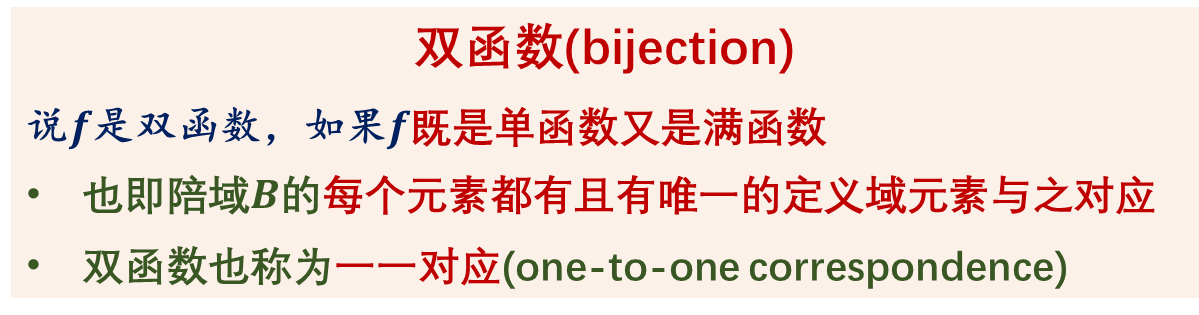 双函数(bijection)
说f是双函数，如果f既是单函数又是满函数
• 也即陪域B的每个元素都有且有唯一的定义域元素与之对应
• 双函数也称为一一对应(one-to-one correspondence)